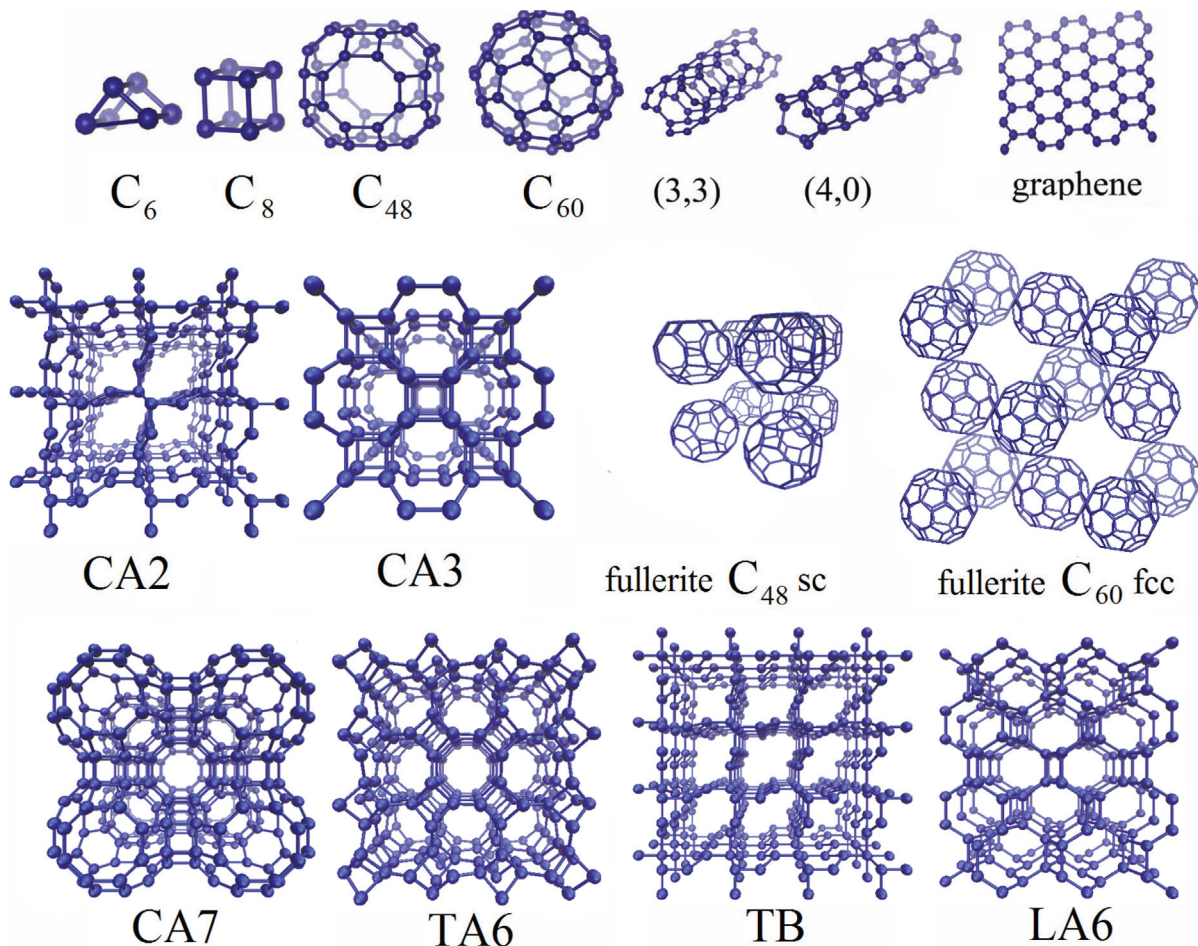 C₆ C₈ C₄₈ C₆₀ (3,3) (4,0) graphene
CA2 CA3 fullerite C₄₈ sc fullerite C₆₀ fcc
CA7 TA6 TB LA6